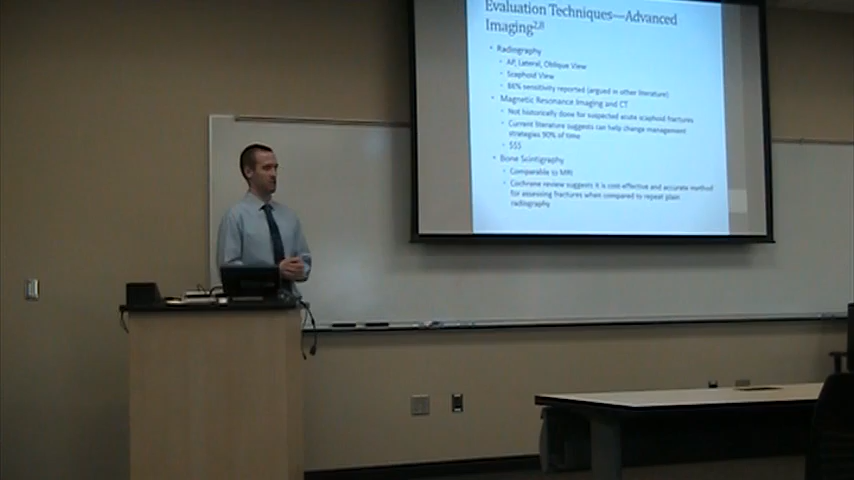 Evaluation Techniques—Advanced
Imaging2,8
• Radiography
• AP, Lateral, Oblique View
• Scaphoid View
• 86% sensitivity reported (argued in other literature)
• Magnetic Resonance Imaging and CT
• Not historically done for suspected acute scaphoid fractures
• Current literature suggests can help change management
strategies 90% of time
• $$$
• Bone Scintigraphy
• Comparable to MRI
• Cochrane review suggests it is cost-effective and accurate method
for assessing fractures when compared to repeat plain
radiography